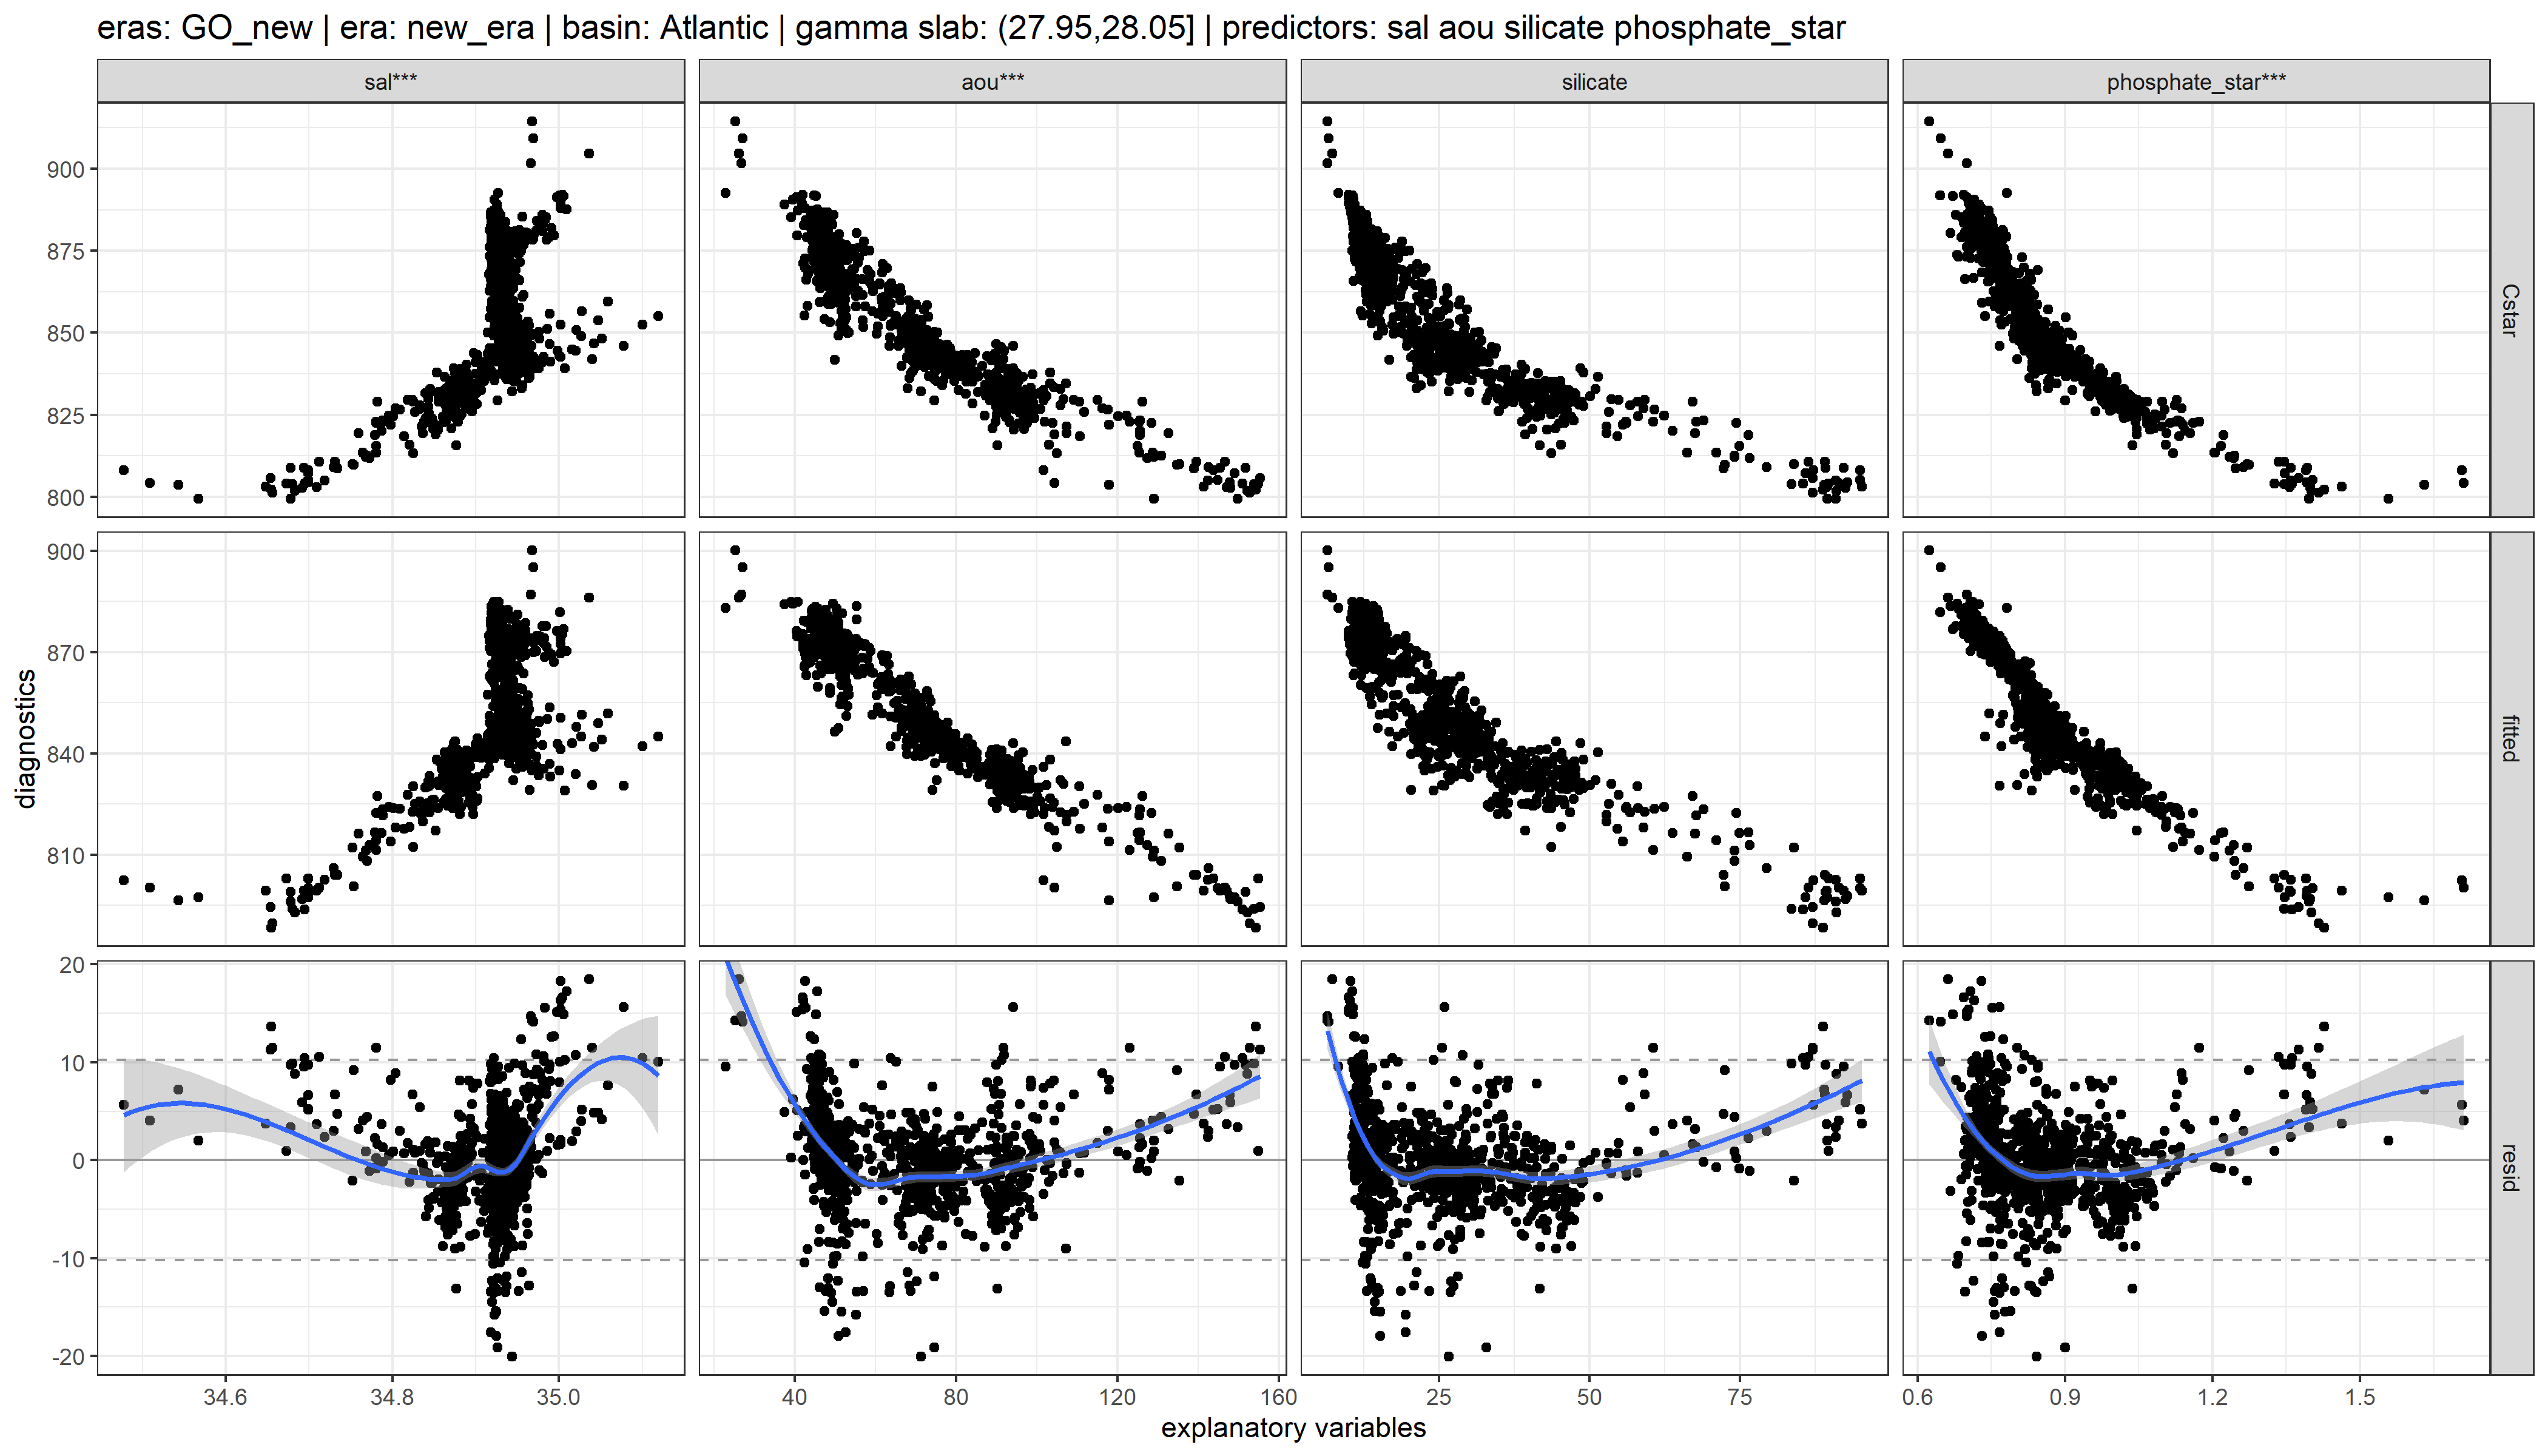 eras: GO_new | era: new_era | basin: Atlantic | gamma slab: (27.95,28.05] | predictors: sal aou silicate phosphate_star
sal***
aou***
silicate
phosphate_star***
900
875
850
825
800
Cstar
900
870
840
810
fitted
diagnostics
20
10
0
-10
-20
resid
34.6
34.8
35.0
40
80
120
160
25
50
75
0.6
0.9
1.2
1.5
explanatory variables